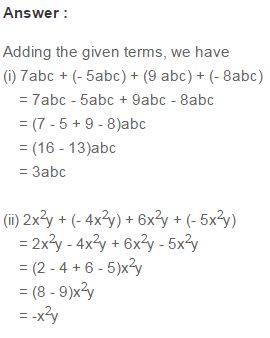 Answer :
Adding the given terms, we have
(i) 7abc + (- 5abc) + (9 abc) + (- 8abc)
= 7abc - 5abc + 9abc - 8abc
= (7 - 5 + 9 - 8)abc
= (16 - 13)abc
= 3abc
(ii) 2x²y + (- 4x²y) + 6x²y + (- 5x²y)
= 2x²y - 4x²y + 6x²y - 5x²y
= (2 - 4 + 6 - 5)x²y
= (8 - 9)x²y
= -x²y